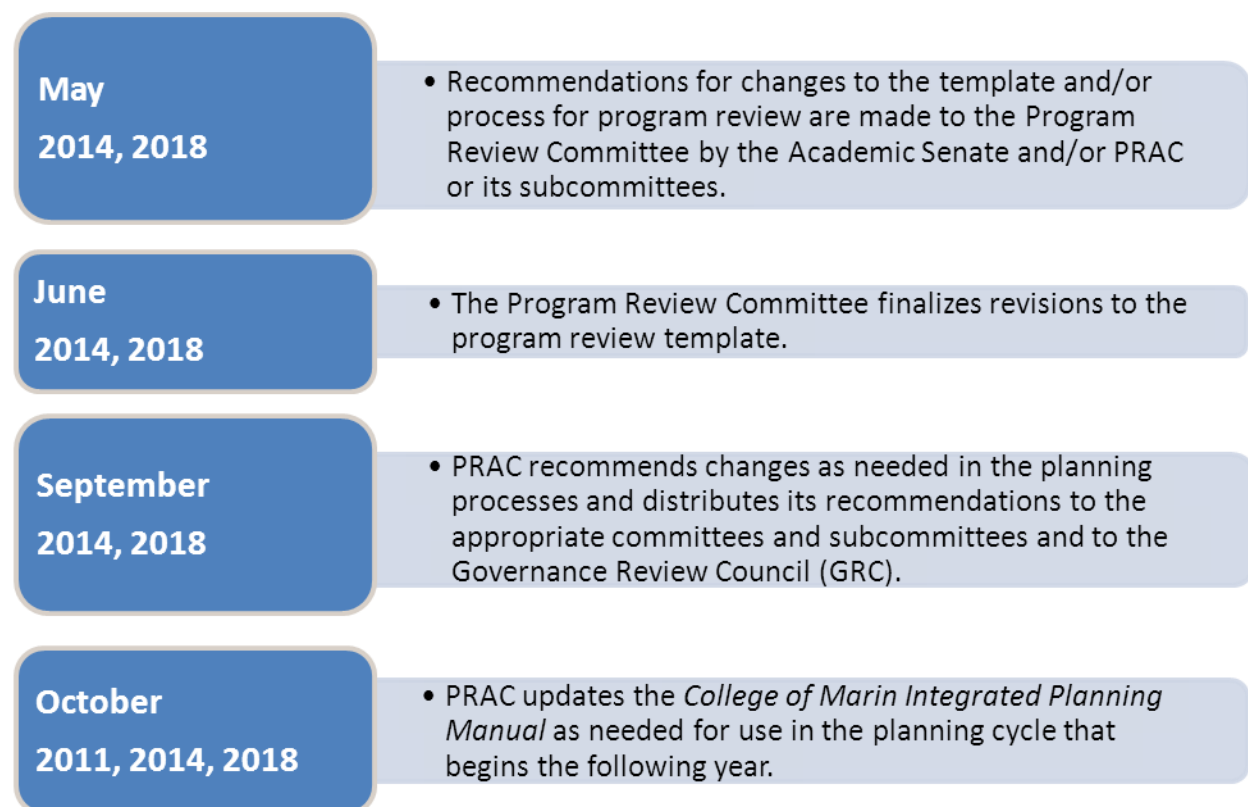 May
2014, 2018
• Recommendations for changes to the template and/or
process for program review are made to the Program
Review Committee by the Academic Senate and/or PRAC
or its subcommittees.
June
2014, 2018
• The Program Review Committee finalizes revisions to the
program review template.
September
2014, 2018
• PRAC recommends changes as needed in the planning
processes and distributes its recommendations to the
appropriate committees and subcommittees and to the
Governance Review Council (GRC).
October
2011, 2014, 2018
• PRAC updates the College of Marin Integrated Planning
Manual as needed for use in the planning cycle that
begins the following year.